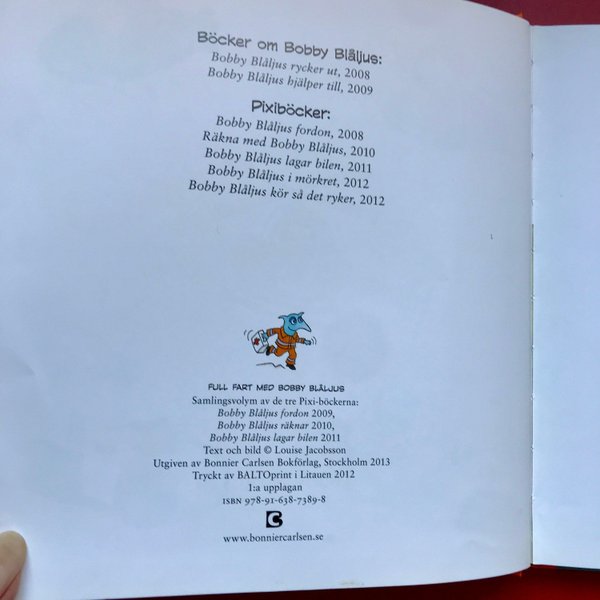 Böcker om Bobby Blåljus:
Bobby Blåljus rycker ut, 2008
Bobby Blåljus hjälper till, 2009
Pixiböcker:
Bobby Blåljus fordon, 2008
Räkna med Bobby Blåljus, 2010
Bobby Blåljus lagar bilen, 2011
Bobby Blåljus i mörkret, 2012
Bobby Blåljus kör så det ryker, 2012
FULL FART MED BOBBY BLÅLJUS
Samlingsvolym av de tre Pixi-böckerna:
Bobby Blåljus fordon 2009,
Bobby Blåljus räknar 2010,
Bobby Blåljus lagar bilen 2011
Text och bild © Louise Jacobsson
Utgiven av Bonnier Carlsen Bokförlag, Stockholm 2013
Tryckt av BALTOprint i Litauen 2012
1:a upplagan
ISBN 978-91-638-7389-8
www.bonniercarlsen.se